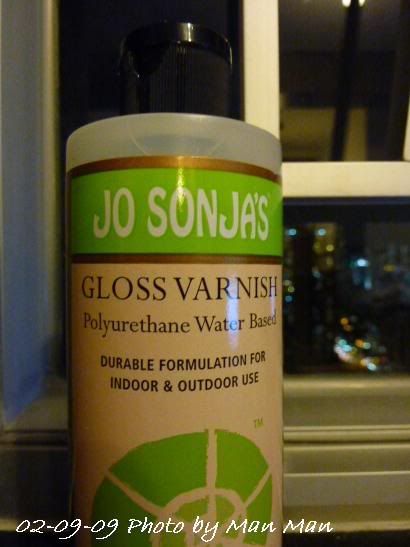 JO SONJA'S
GLOSS VARNISH
Polyurethane Water Based
DURABLE FORMULATION FOR
INDOOR & OUTDOOR USE
TM
02-09-09 Photo by Man Man